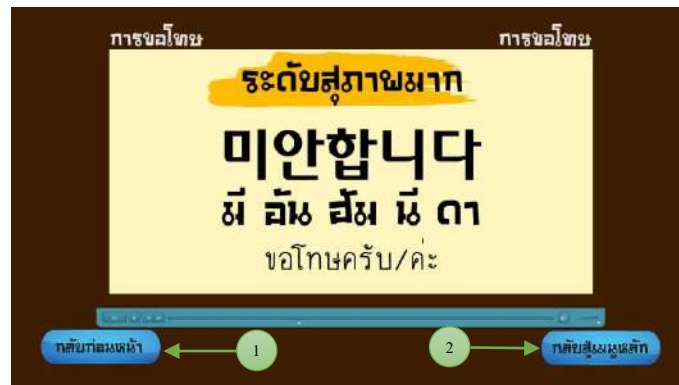 การขอโทษ การขอโทษ
ระดับสุภาพมาก
미안합니다
มี อัน ฮัม นี ดา
ขอโทษครับ/ค่ะ
กลับก่อนหน้า 1 2 กลับสู่เมนูหลัก